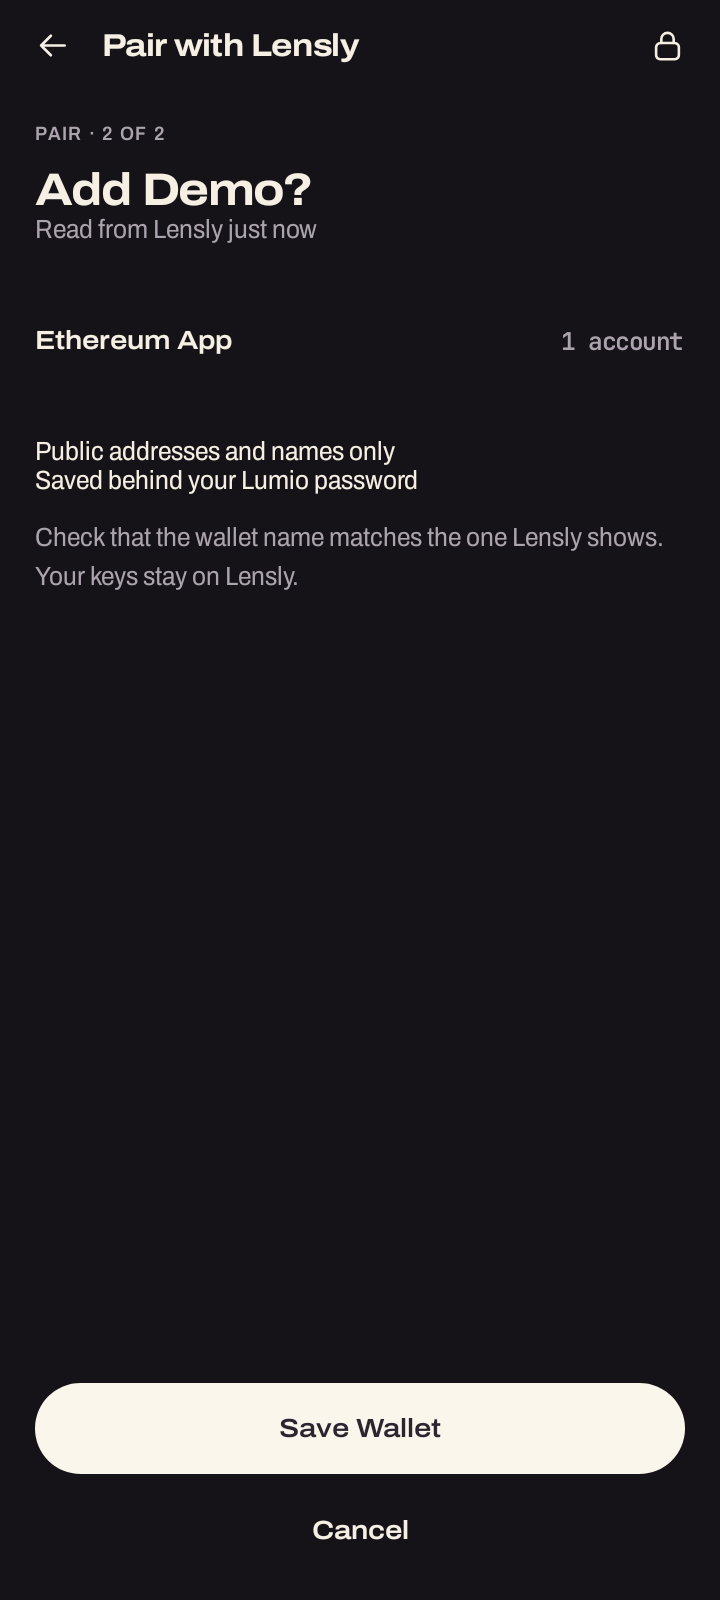 Pair with Lensly
PAIR · 2 OF 2
Add Demo?
Read from Lensly just now
Ethereum App
1 account
Public addresses and names only
Saved behind your Lumio password
Check that the wallet name matches the one Lensly shows.
Your keys stay on Lensly.
Save Wallet
Cancel